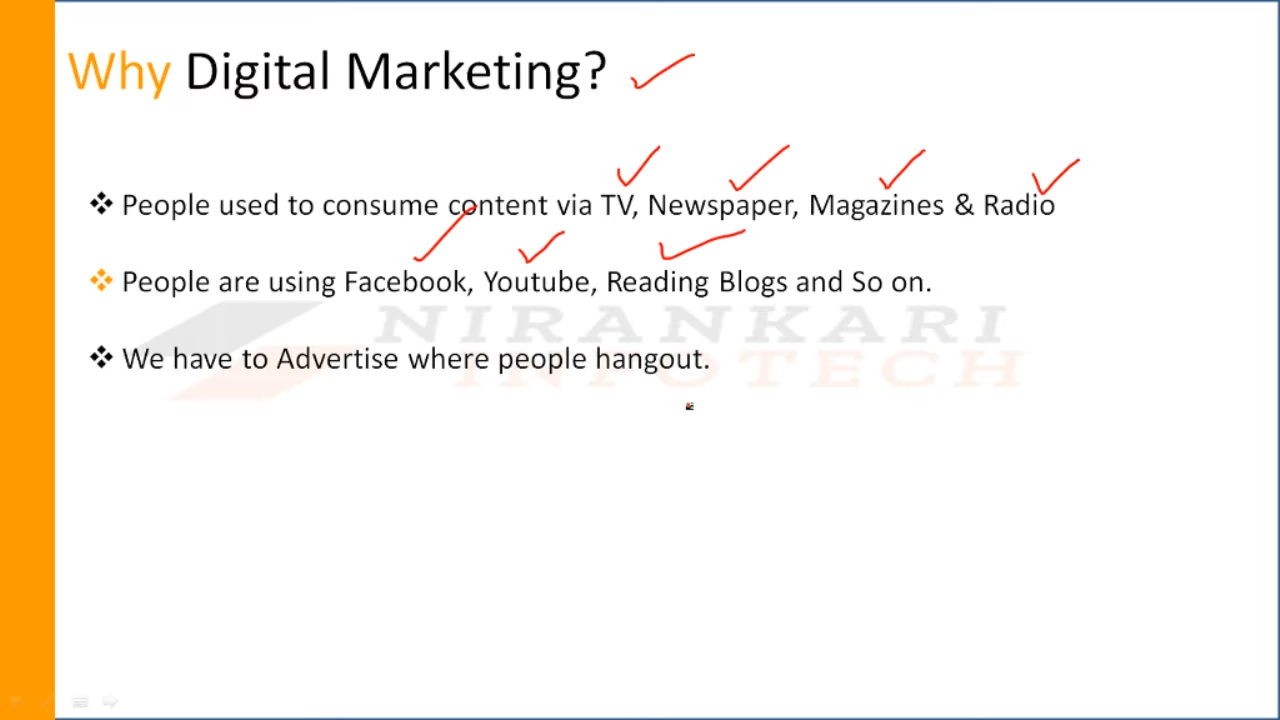 Why Digital Marketing?
People used to consume content via TV, Newspaper, Magazines & Radio
People are using Facebook, Youtube, Reading Blogs and So on.
NIRANKARI
We have to Advertise where people hangout.
INFOTECH